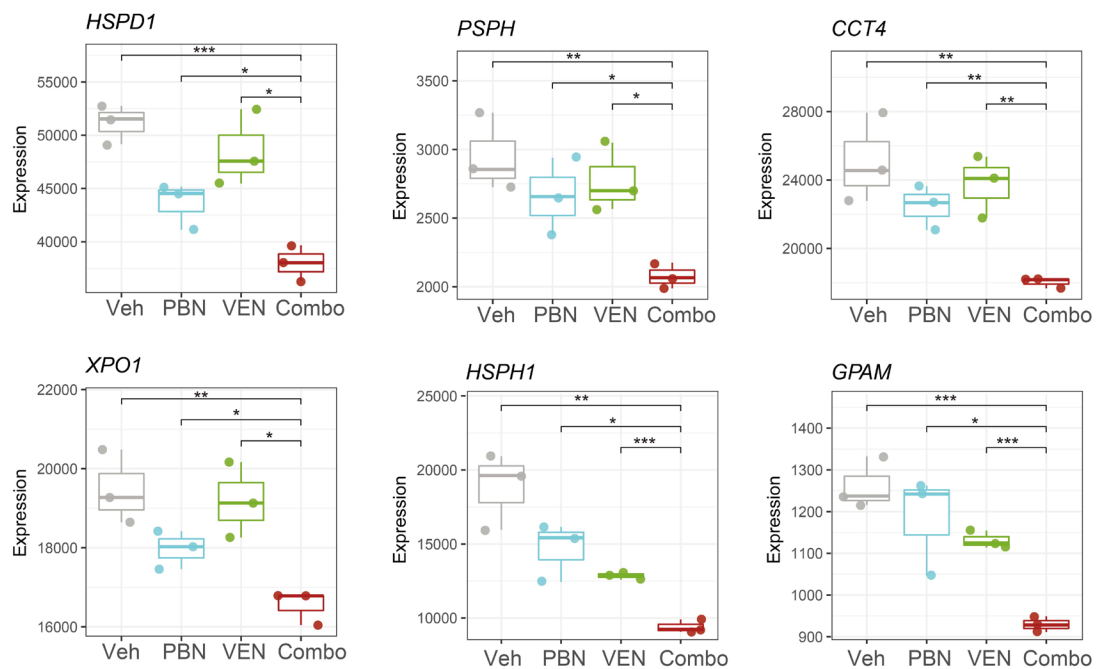 HSPD1
PSPH
CCT4
***
*
*
55000
50000
45000
40000
Expression
Veh PBN VEN Combo
**
*
*
3500
3000
2500
2000
Expression
Veh PBN VEN Combo
**
**
**
28000
24000
20000
Expression
Veh PBN VEN Combo
XPO1
HSPH1
GPAM
**
*
*
22000
21000
20000
19000
18000
17000
16000
Expression
Veh PBN VEN Combo
**
*
***
25000
20000
15000
10000
Expression
Veh PBN VEN Combo
***
*
***
1400
1300
1200
1100
1000
900
Expression
Veh PBN VEN Combo